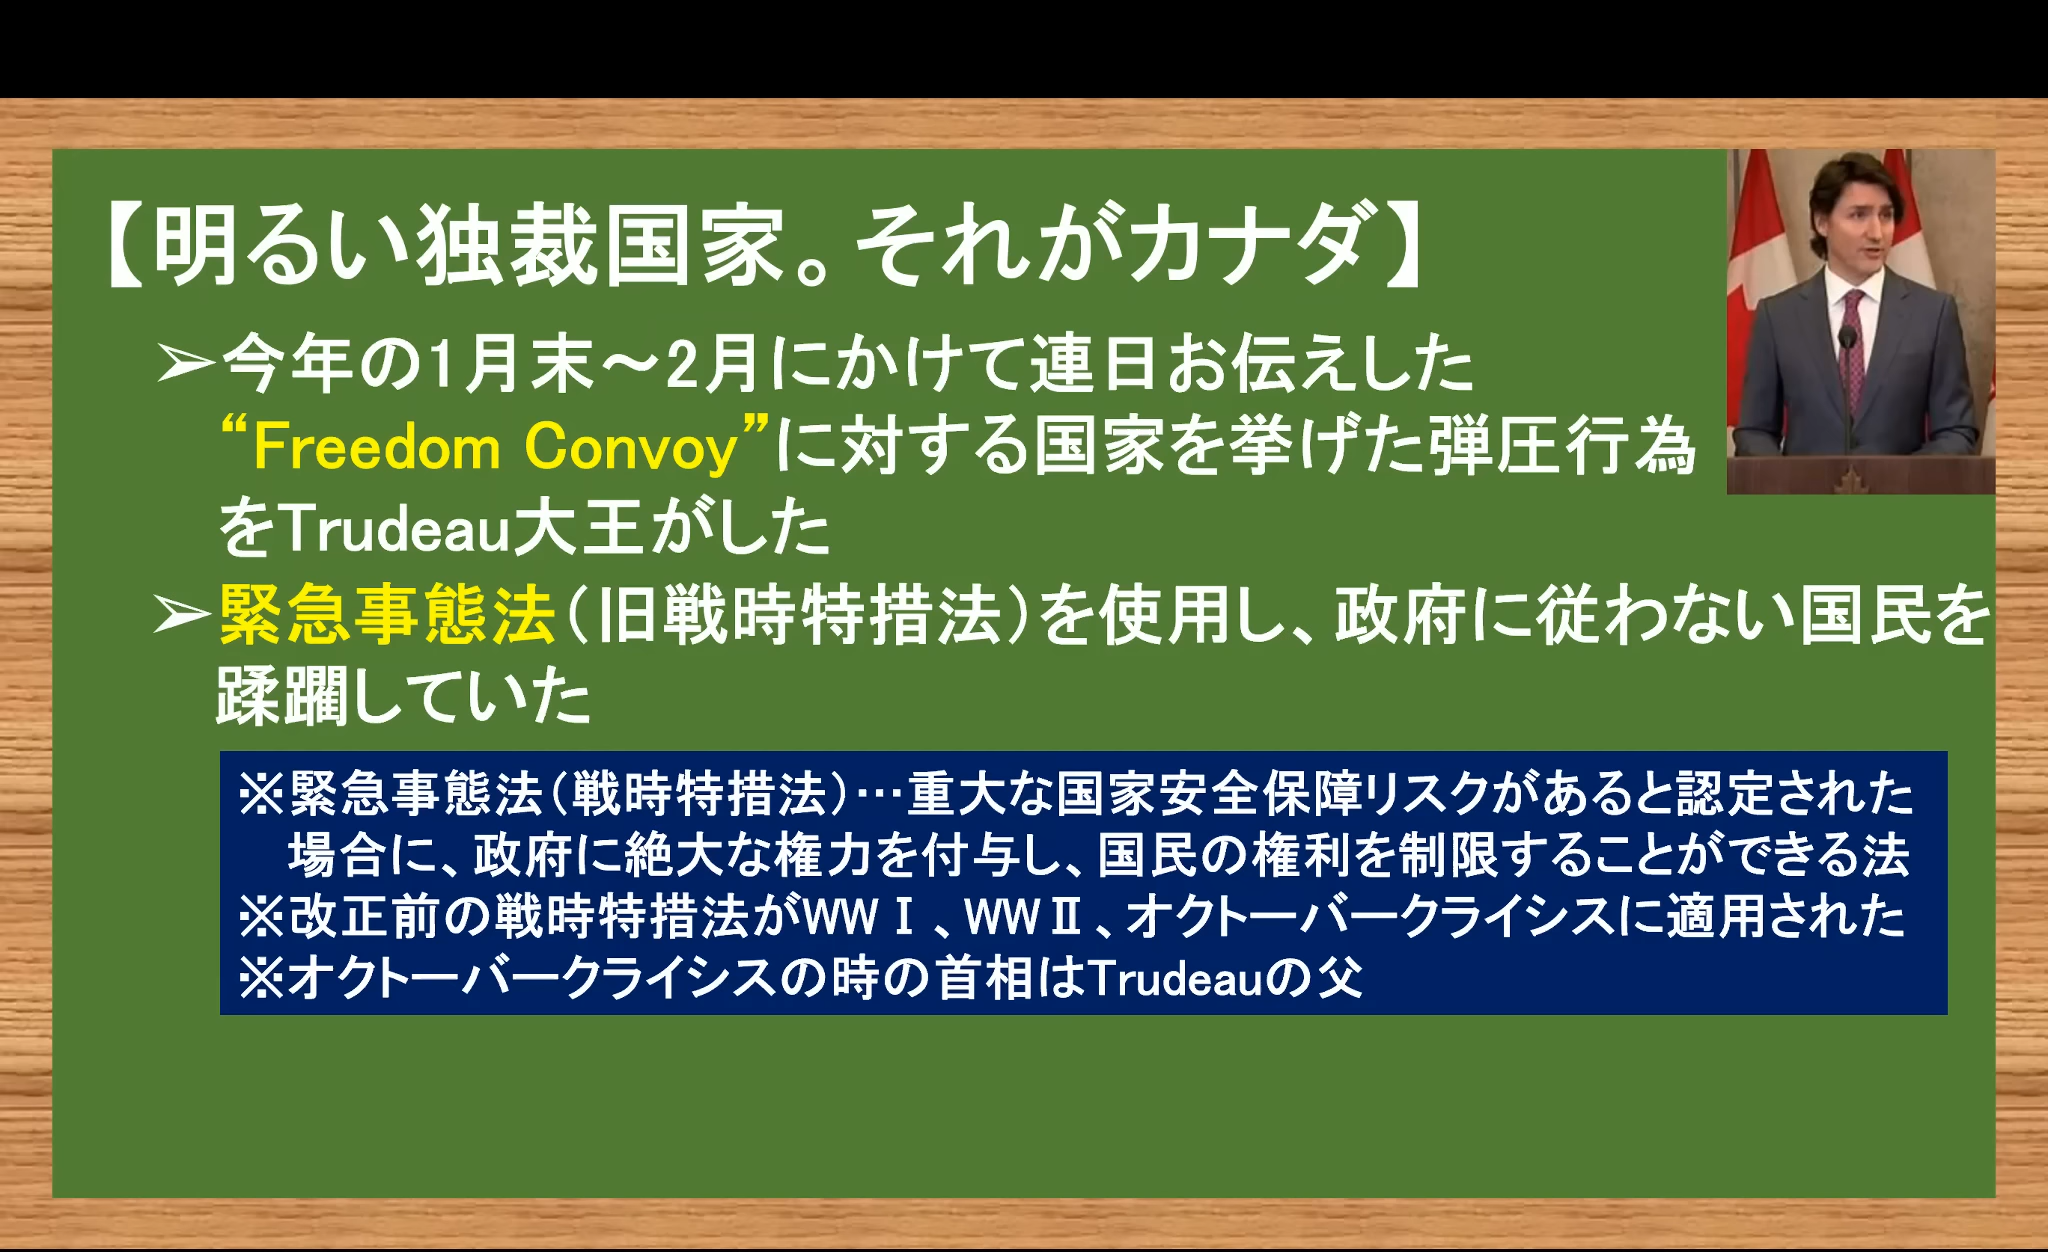 【明るい独裁国家。それがカナダ】
➢今年の1月末～2月にかけて連日お伝えした
“Freedom Convoy”に対する国家を挙げた弾圧行為
をTrudeau大王がした
➢緊急事態法（旧戦時特措法）を使用し、政府に従わない国民を
蹂躙していた
※緊急事態法（戦時特措法）…重大な国家安全保障リスクがあると認定された
場合に、政府に絶大な権力を付与し、国民の権利を制限することができる法
※改正前の戦時特措法がWWⅠ、WWⅡ、オクトーバークライシスに適用された
※オクトーバークライシスの時の首相はTrudeauの父